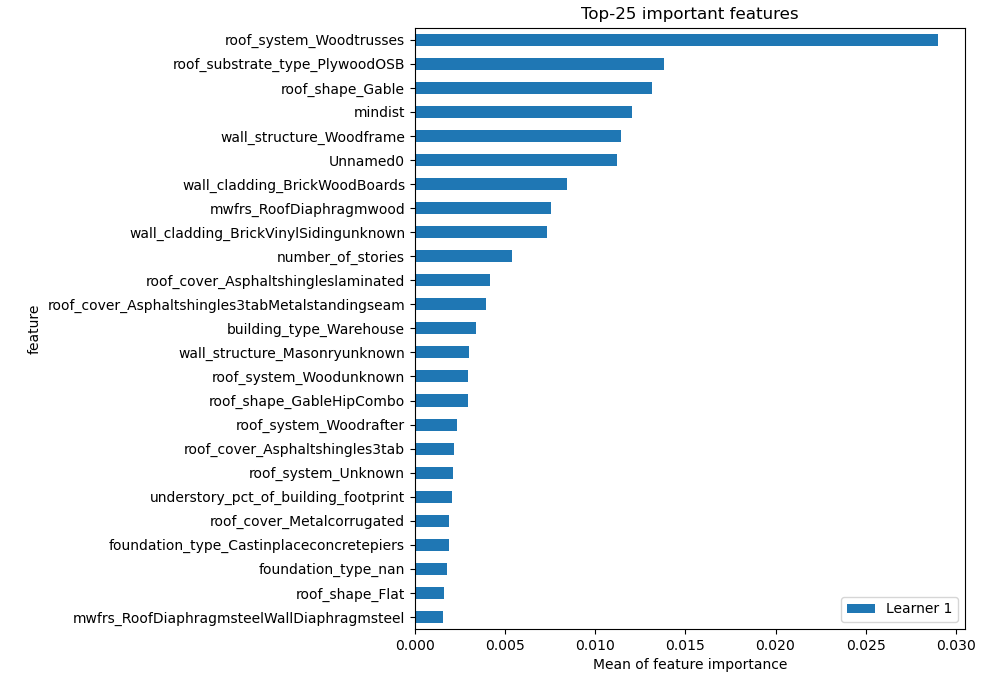 Top-25 important features
roof_system_Woodtrusses
roof_substrate_type_PlywoodOSB
roof_shape_Gable
mindist
wall_structure_Woodframe
Unnamed0
wall_cladding_BrickWoodBoards
mwfrs_RoofDiaphragmwood
wall_cladding_BrickVinylSidingunknown
number_of_stories
roof_cover_Asphaltshingleslaminated
roof_cover_Asphaltshingles3tabMetalstandingseam
building_type_Warehouse
wall_structure_Masonryunknown
roof_system_Woodunknown
roof_shape_GableHipCombo
roof_system_Woodrafter
roof_cover_Asphaltshingles3tab
roof_system_Unknown
understory_pct_of_building_footprint
roof_cover_Metalcorrugated
foundation_type_Castinplaceconcretepiers
foundation_type_nan
roof_shape_Flat
mwfrs_RoofDiaphragmsteelWallDiaphragmsteel
feature
Learner 1
0.000 0.005 0.010 0.015 0.020 0.025 0.030
Mean of feature importance